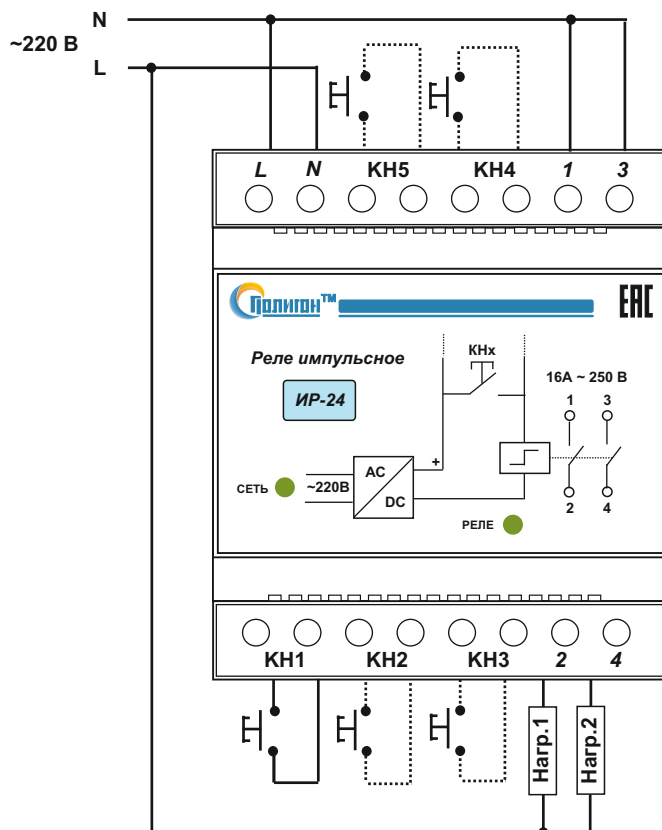 N
~220 В
L
L N КН5 КН4 1 3
Полигон™
ЕАС
Реле импульсное
ИР-24
КНх
16А ~ 250 В
1 3
+
AC
DC
СЕТЬ
~220В
2 4
РЕЛЕ
КН1 КН2 КН3 2 4
Нагр.1
Нагр.2